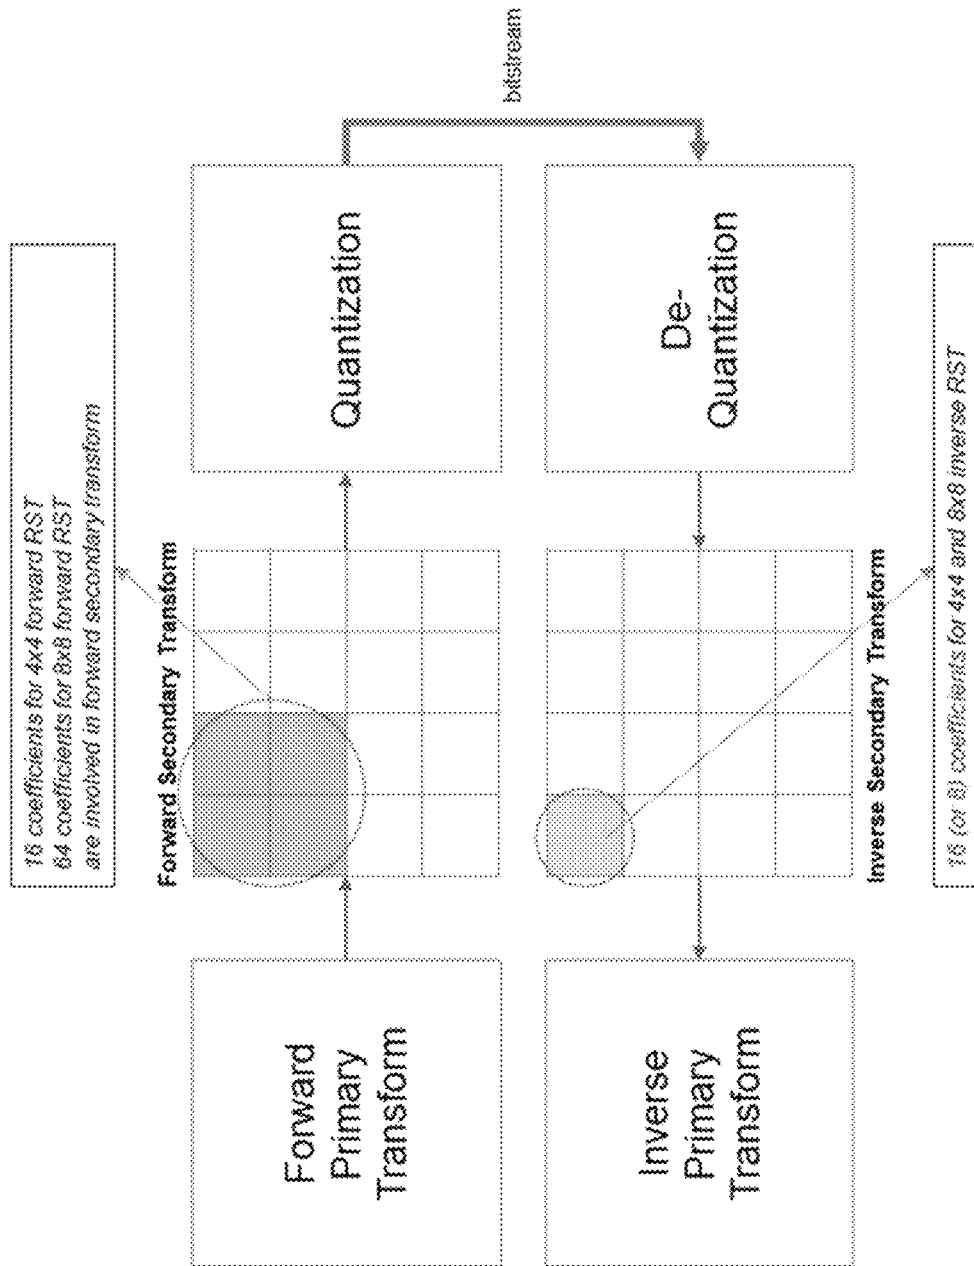 16 coefficients for 4x4 forward RST
64 coefficients for 8x8 forward RST
are involved in forward secondary transform
Forward Secondary Transform
Forward
Primary
Transform
Quantization
bitstream
Inverse
Primary
Transform
De-
Quantization
Inverse Secondary Transform
16 (or 8) coefficients for 4x4 and 8x8 inverse RST